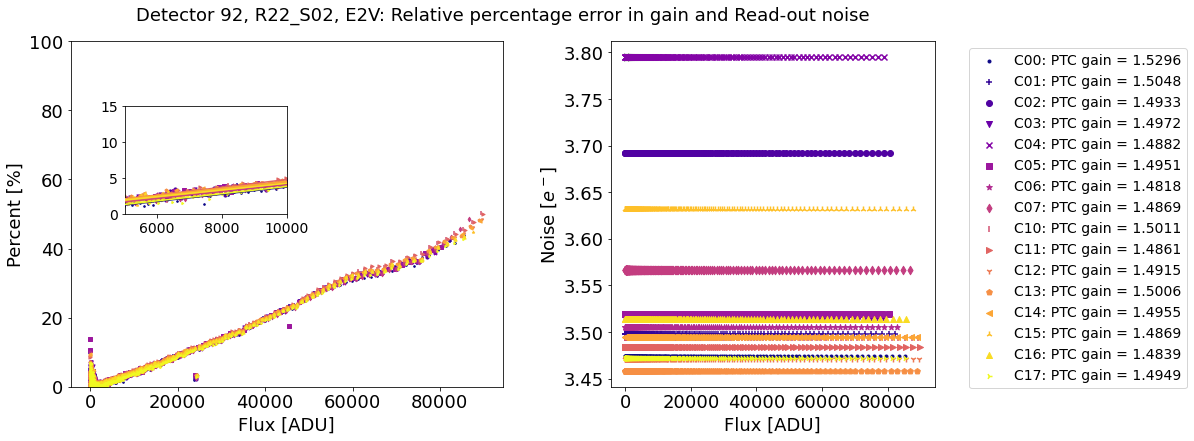 Detector 92, R22_S02, E2V: Relative percentage error in gain and Read-out noise
Percent [%]
100
80
60
40
20
0
15
10
5
0
6000 8000 10000
0 20000 40000 60000 80000
Flux [ADU]
Noise [e⁻]
3.80
3.75
3.70
3.65
3.60
3.55
3.50
3.45
0 20000 40000 60000 80000
Flux [ADU]
C00: PTC gain = 1.5296
C01: PTC gain = 1.5048
C02: PTC gain = 1.4933
C03: PTC gain = 1.4972
C04: PTC gain = 1.4882
C05: PTC gain = 1.4951
C06: PTC gain = 1.4818
C07: PTC gain = 1.4869
C10: PTC gain = 1.5011
C11: PTC gain = 1.4861
C12: PTC gain = 1.4915
C13: PTC gain = 1.5006
C14: PTC gain = 1.4955
C15: PTC gain = 1.4869
C16: PTC gain = 1.4839
C17: PTC gain = 1.4949